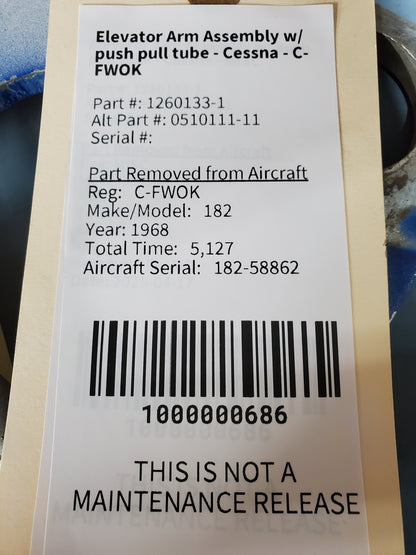 Elevator Arm Assembly w/
push pull tube - Cessna - C-
FWOK
Part #: 1260133-1
Alt Part #: 0510111-11
Serial #:
Part Removed from Aircraft
Reg: C-FWOK
Make/Model: 182
Year: 1968
Total Time: 5,127
Aircraft Serial: 182-58862
1000000686
THIS IS NOT A
MAINTENANCE RELEASE